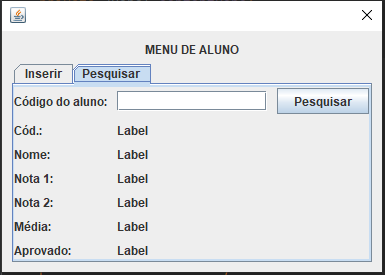 MENU DE ALUNO
Inserir Pesquisar
Código do aluno: Pesquisar
Cód.: Label
Nome: Label
Nota 1: Label
Nota 2: Label
Média: Label
Aprovado: Label